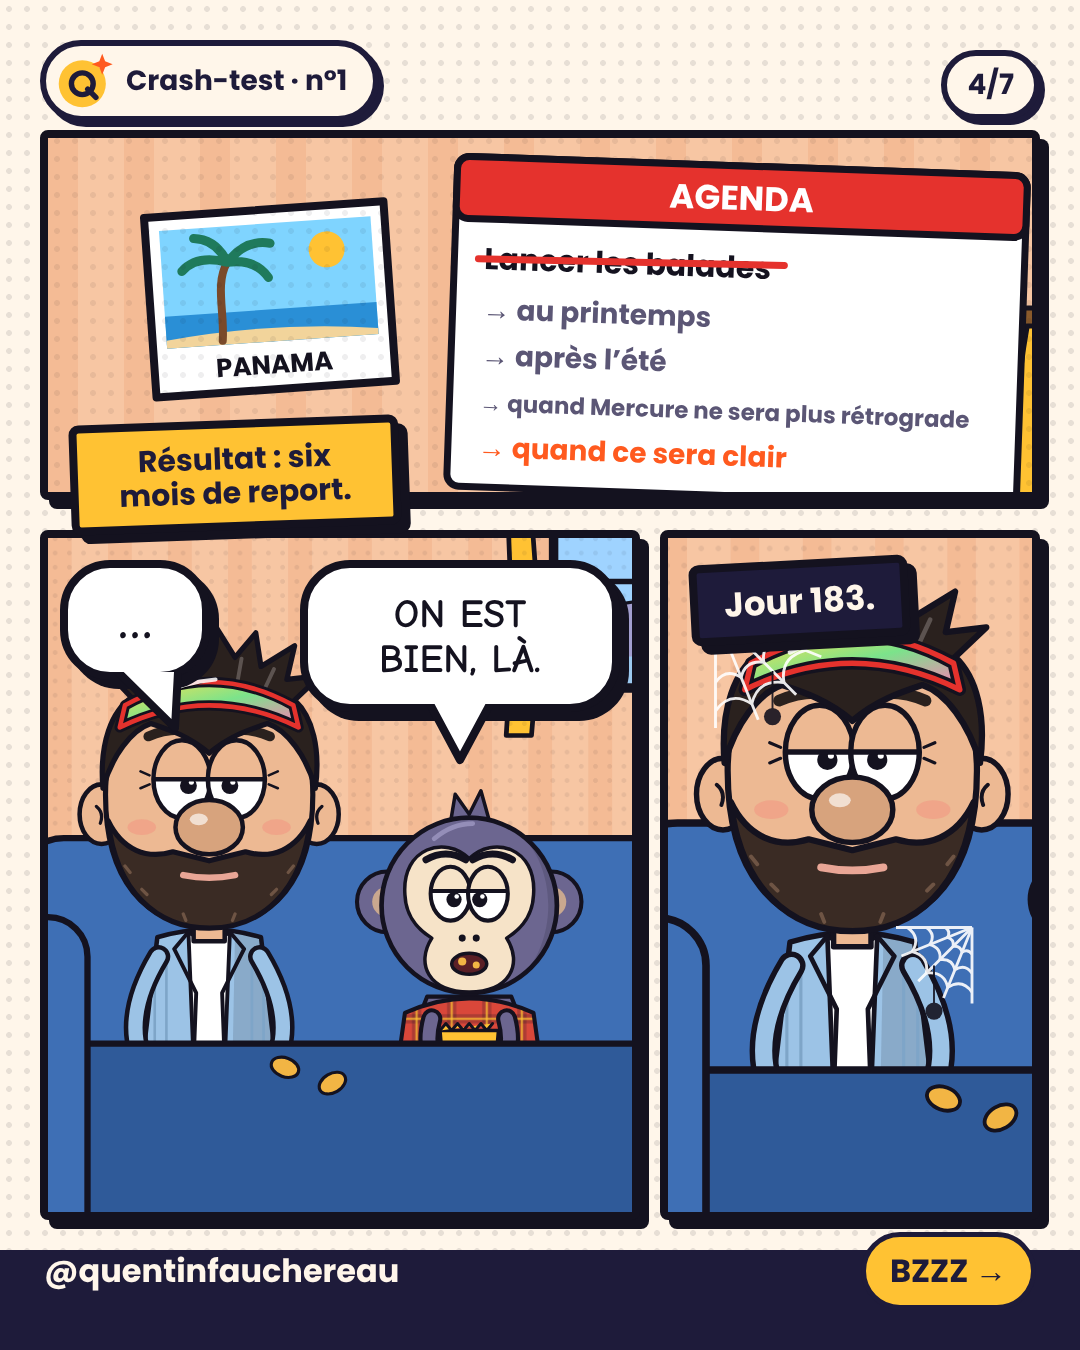 Q Crash-test · nº1
4/7
AGENDA
Lancer les balades
→ au printemps
→ après l'été
→ quand Mercure ne sera plus rétrograde
→ quand ce sera clair
PANAMA
Résultat : six
mois de report.
...
ON EST
BIEN, LÀ.
Jour 183.
@quentinfauchereau
BZZZ →